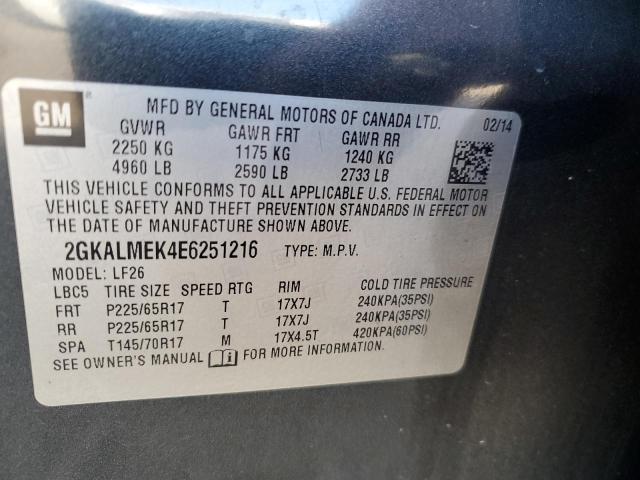 GM ®
MFD BY GENERAL MOTORS OF CANADA LTD. 02/14
GVWR GAWR FRT GAWR RR
2250 KG 1175 KG 1240 KG
4960 LB 2590 LB 2733 LB
THIS VEHICLE CONFORMS TO ALL APPLICABLE U.S. FEDERAL MOTOR
VEHICLE SAFETY AND THEFT PREVENTION STANDARDS IN EFFECT ON
THE DATE OF MANUFACTURE SHOWN ABOVE.
2GKALMEK4E6251216 TYPE: M.P.V.
MODEL: LF26
LBC5 TIRE SIZE SPEED RTG RIM COLD TIRE PRESSURE
FRT P225/65R17 T 17X7J 240KPA(35PSI)
RR P225/65R17 T 17X7J 240KPA(35PSI)
SPA T145/70R17 M 17X4.5T 420KPA(60PSI)
SEE OWNER'S MANUAL FOR MORE INFORMATION.